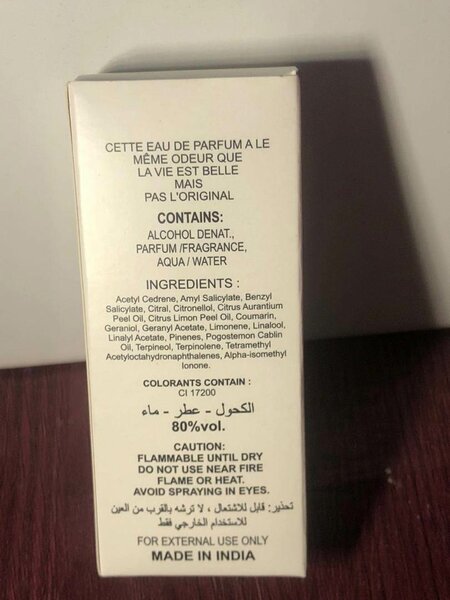 CETTE EAU DE PARFUM A LE
MÊME ODEUR QUE
LA VIE EST BELLE
MAIS
PAS L'ORIGINAL
CONTAINS:
ALCOHOL DENAT.,
PARFUM /FRAGRANCE,
AQUA / WATER
INGREDIENTS :
Acetyl Cedrene, Amyl Salicylate, Benzyl
Salicylate, Citral, Citronellol, Citrus Aurantium
Peel Oil, Citrus Limon Peel Oil, Coumarin,
Geraniol, Geranyl Acetate, Limonene, Linalool,
Linalyl Acetate, Pinenes, Pogostemon Cablin
Oil, Terpineol, Terpinolene, Tetramethyl
Acetyloctahydronaphthalenes, Alpha-isomethyl
Ionone.
COLORANTS CONTAIN :
CI 17200
الكحول - عطر - ماء
80%vol.
CAUTION:
FLAMMABLE UNTIL DRY
DO NOT USE NEAR FIRE
FLAME OR HEAT.
AVOID SPRAYING IN EYES.
تحذير: قابل للاشتعال ، لا ترشه بالقرب من العين
للاستخدام الخارجي فقط
FOR EXTERNAL USE ONLY
MADE IN INDIA